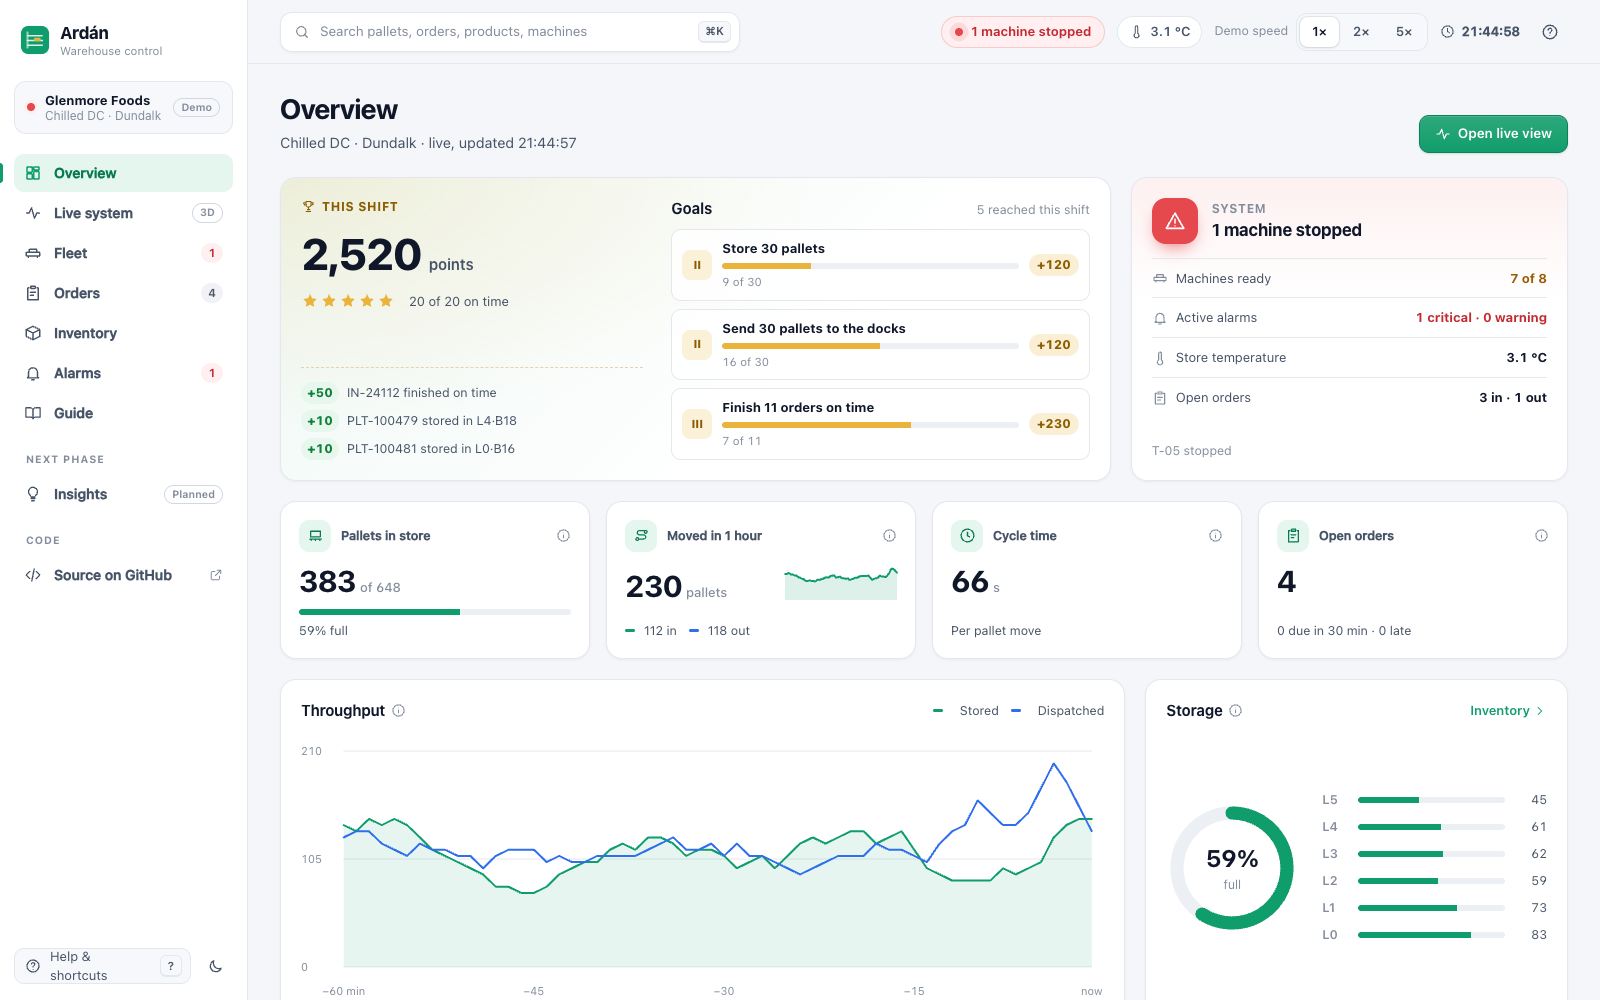 Ardán
Warehouse control
Glenmore Foods
Chilled DC · Dundalk
Demo
Overview
Live system
3D
Fleet
1
Orders
4
Inventory
Alarms
1
Guide
NEXT PHASE
Insights
Planned
CODE
Source on GitHub
Help & shortcuts
?
Search pallets, orders, products, machines
⌘K
1 machine stopped
3.1 °C
Demo speed
1×
2×
5×
21:44:58
Overview
Chilled DC · Dundalk · live, updated 21:44:57
Open live view
THIS SHIFT
2,520 points
20 of 20 on time
+50 IN-24112 finished on time
+10 PLT-100479 stored in L4·B18
+10 PLT-100481 stored in L0·B16
Goals
5 reached this shift
II
Store 30 pallets
9 of 30
+120
II
Send 30 pallets to the docks
16 of 30
+120
III
Finish 11 orders on time
7 of 11
+230
SYSTEM
1 machine stopped
Machines ready 7 of 8
Active alarms 1 critical · 0 warning
Store temperature 3.1 °C
Open orders 3 in · 1 out
T-05 stopped
Pallets in store
383 of 648
59% full
Moved in 1 hour
230 pallets
112 in 118 out
Cycle time
66 s
Per pallet move
Open orders
4
0 due in 30 min · 0 late
Throughput
Stored Dispatched
210
105
0
−60 min −45 −30 −15 now
Storage
Inventory
59%
full
L5 45
L4 61
L3 62
L2 59
L1 73
L0 83